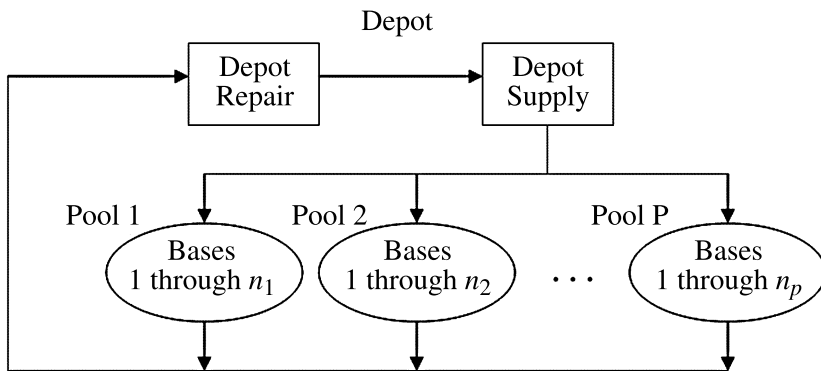 Depot
Depot
Repair
Depot
Supply
Pool 1
Pool 2
Pool P
Bases
1 through n1
Bases
1 through n2
. . .
Bases
1 through np